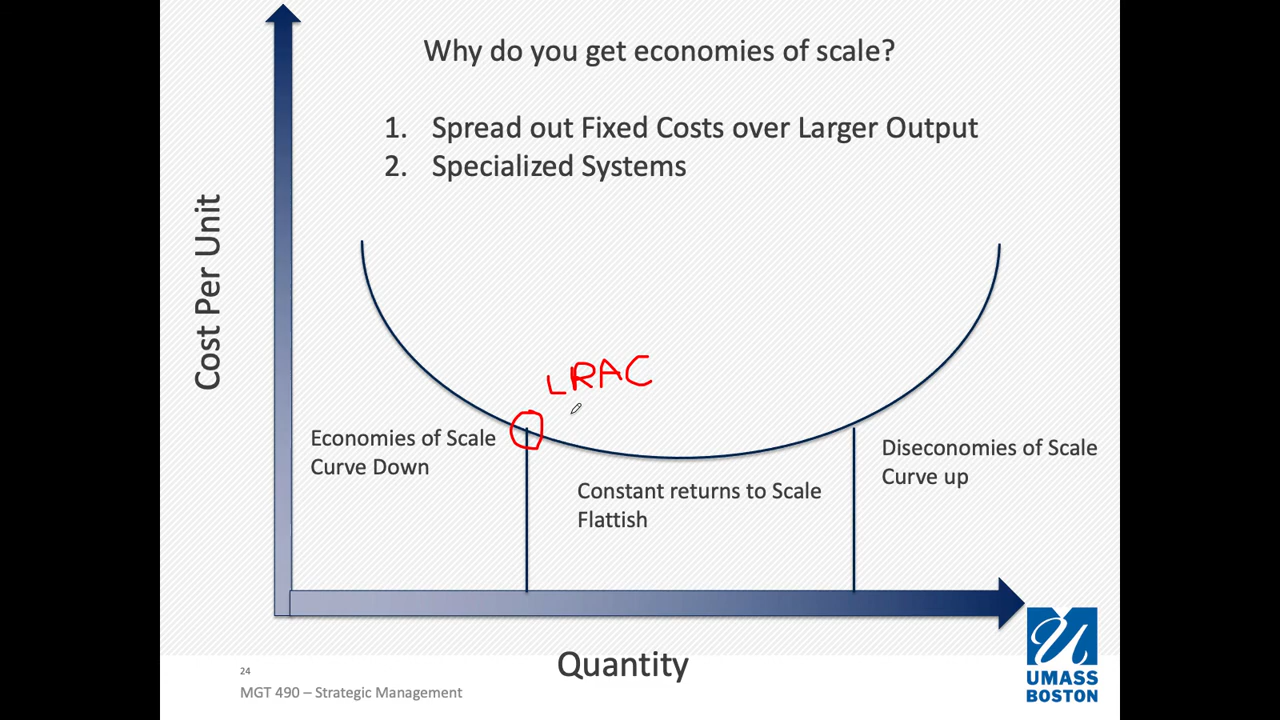 Why do you get economies of scale?
1. Spread out Fixed Costs over Larger Output
2. Specialized Systems
Cost Per Unit
LRAC
Economies of Scale
Curve Down
Constant returns to Scale
Flattish
Diseconomies of Scale
Curve up
Quantity
24
MGT 490 – Strategic Management
UMASS
BOSTON